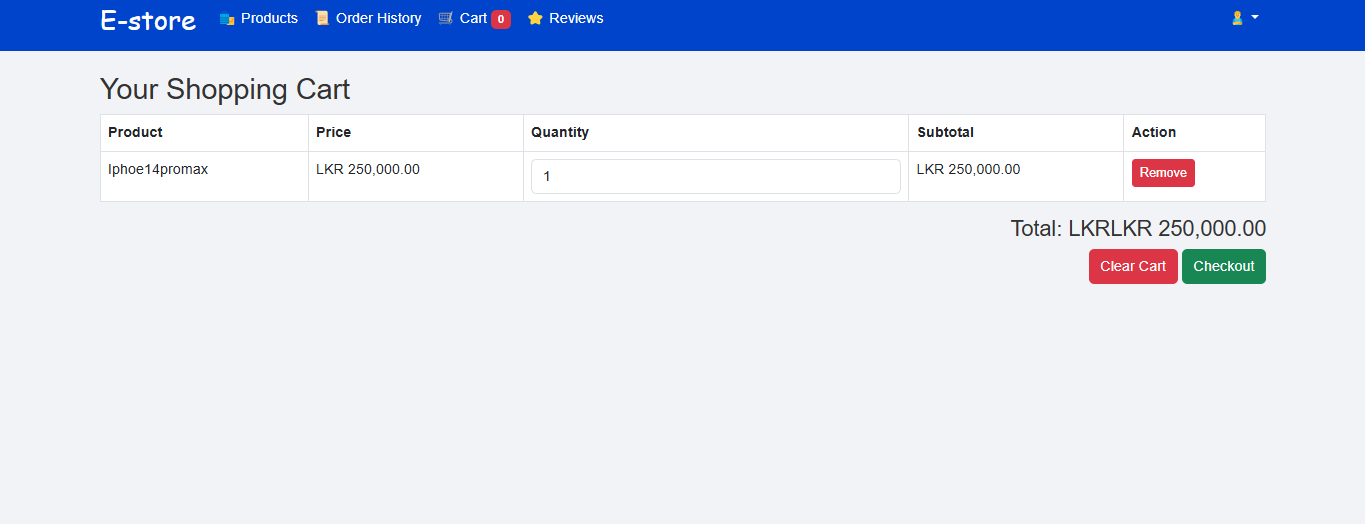 E-store Products Order History Cart 0 Reviews
Your Shopping Cart
Product Price Quantity Subtotal Action
Iphoe14promax LKR 250,000.00 1 LKR 250,000.00 Remove
Total: LKRLKR 250,000.00
Clear Cart Checkout